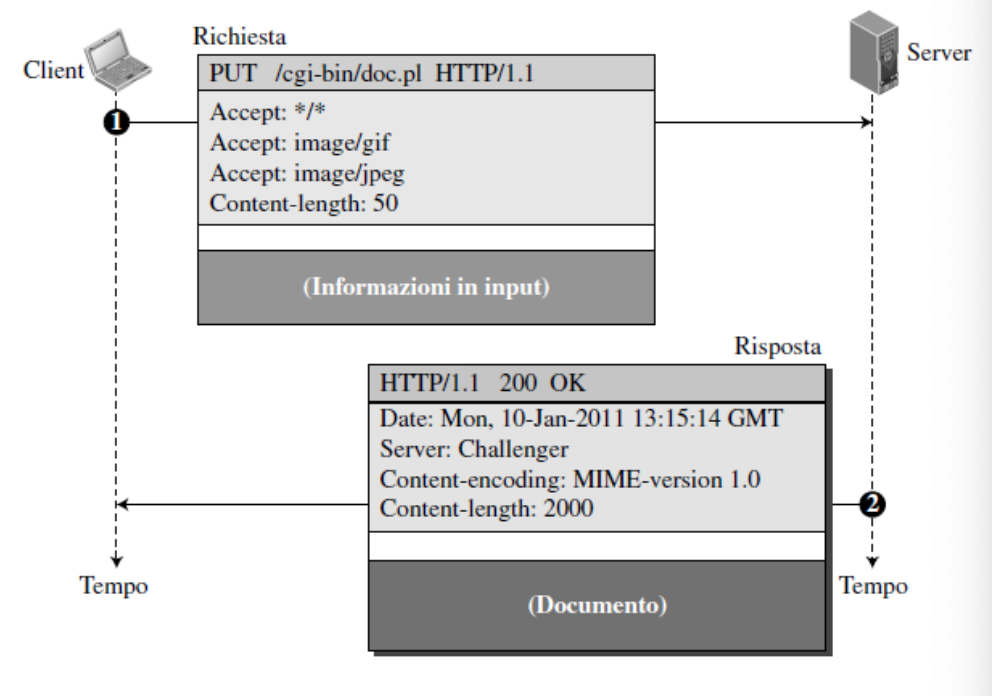 Richiesta
Client
Server
PUT /cgi-bin/doc.pl HTTP/1.1
1
Accept: */*
Accept: image/gif
Accept: image/jpeg
Content-length: 50
(Informazioni in input)
Risposta
HTTP/1.1 200 OK
Date: Mon, 10-Jan-2011 13:15:14 GMT
Server: Challenger
Content-encoding: MIME-version 1.0
Content-length: 2000
2
Tempo
Tempo
(Documento)